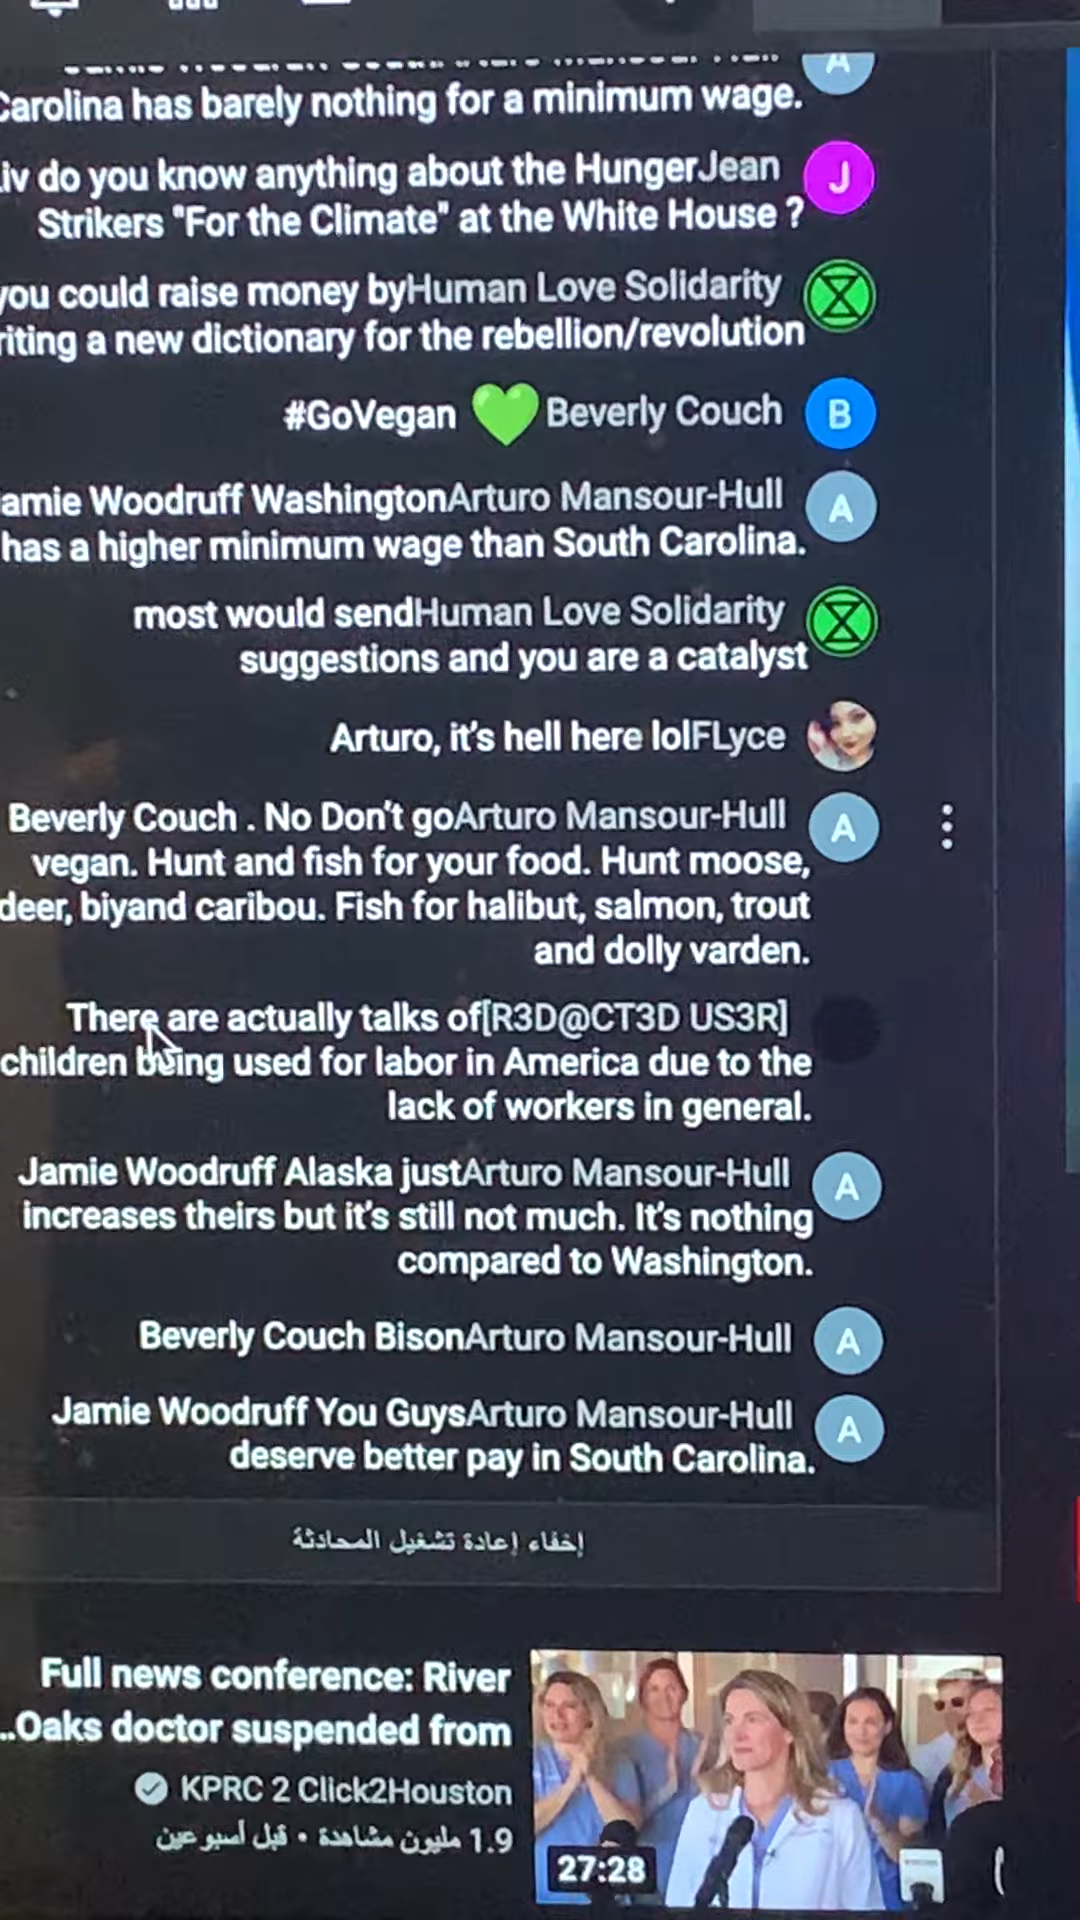 Carolina has barely nothing for a minimum wage.
do you know anything about the HungerJean
Strikers "For the Climate" at the White House ?
you could raise money byHuman Love Solidarity
a new dictionary for the rebellion/revolution
#GoVegan 💚Beverly Couch
Woodruff WashingtonArturo Mansour-Hull
has a higher minimum wage than South Carolina.
most would sendHuman Love Solidarity
suggestions and you are a catalyst
Arturo, it's hell here lolFLyce
Beverly Couch . No Don't goArturo Mansour-Hull
vegan. Hunt and fish for your food. Hunt moose,
deer, biyand caribou. Fish for halibut, salmon, trout
and dolly varden.
There are actually talks of[R3D@CT3D US3R]
children being used for labor in America due to the
lack of workers in general.
Jamie Woodruff Alaska justArturo Mansour-Hull
increases theirs but it's still not much. It's nothing
compared to Washington.
Beverly Couch BisonArturo Mansour-Hull
Jamie Woodruff You GuysArturo Mansour-Hull
deserve better pay in South Carolina.
إخفاء إعادة تشغيل المحادثة
Full news conference: River
..Oaks doctor suspended from
KPRC 2 Click2Houston
1.9 مليون مشاهدة • قبل أسبوعين
27:28
A
J
B
A
A
A
A
A